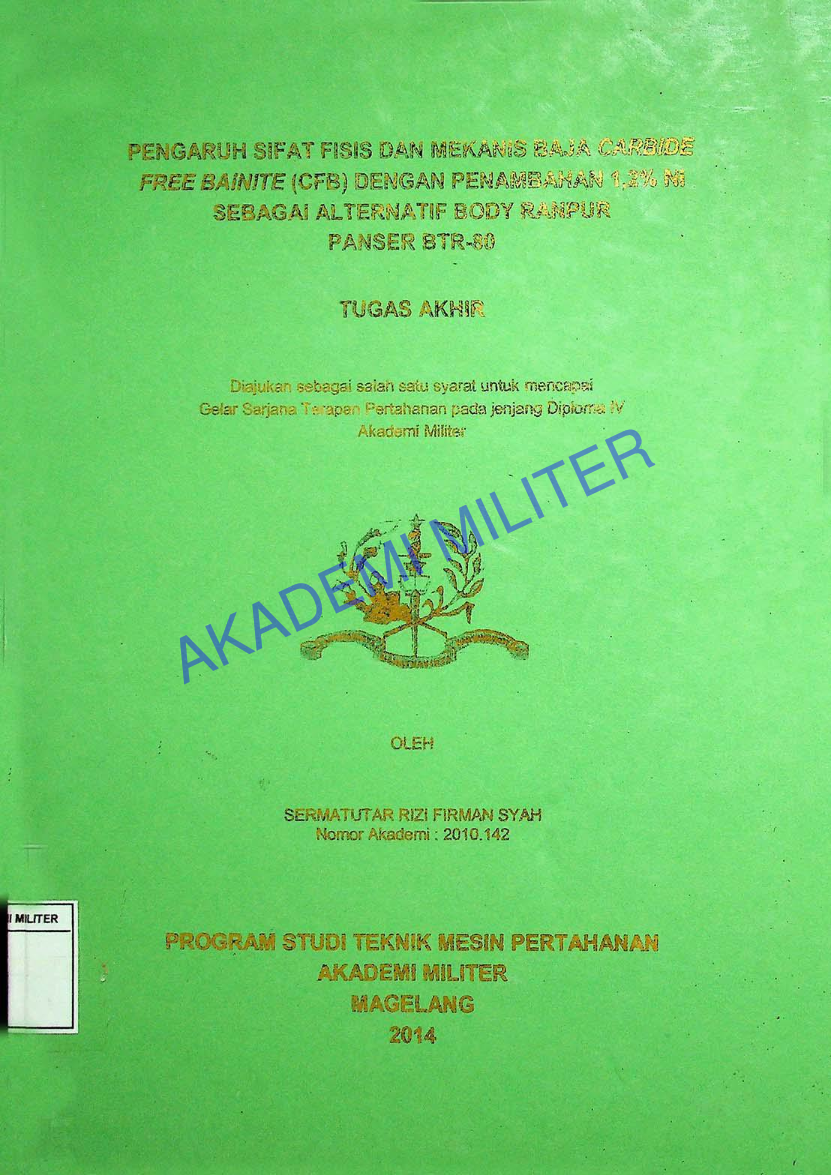 PENGARUH SIFAT FISIS DAN MEKANIS BAJA CARBIDE
FREE BAINITE (CFB) DENGAN PENAMBAHAN 1,2% Ni
SEBAGAI ALTERNATIF BODY RANPUR
PANSER BTR-80
TUGAS AKHIR
Diajukan sebagai salah satu syarat untuk mencapai
Gelar Sarjana Terapan Pertahanan pada jenjang Diploma IV
Akademi Militer
AKADEMI MILITER
OLEH
SERMATUTAR RIZI FIRMAN SYAH
Nomor Akademi : 2010.142
I MILITER
PROGRAM STUDI TEKNIK MESIN PERTAHANAN
AKADEMI MILITER
MAGELANG
2014